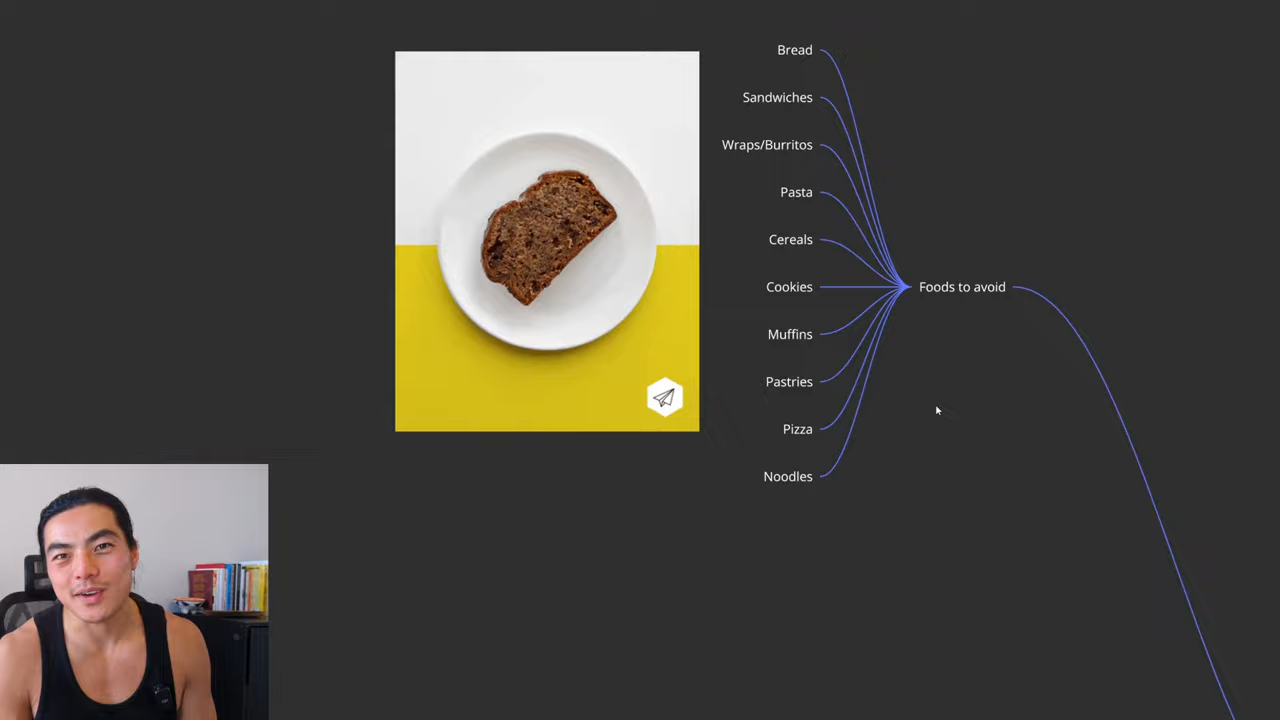 Bread
Sandwiches
Wraps/Burritos
Pasta
Cereals
Cookies
Foods to avoid
Muffins
Pastries
Pizza
Noodles